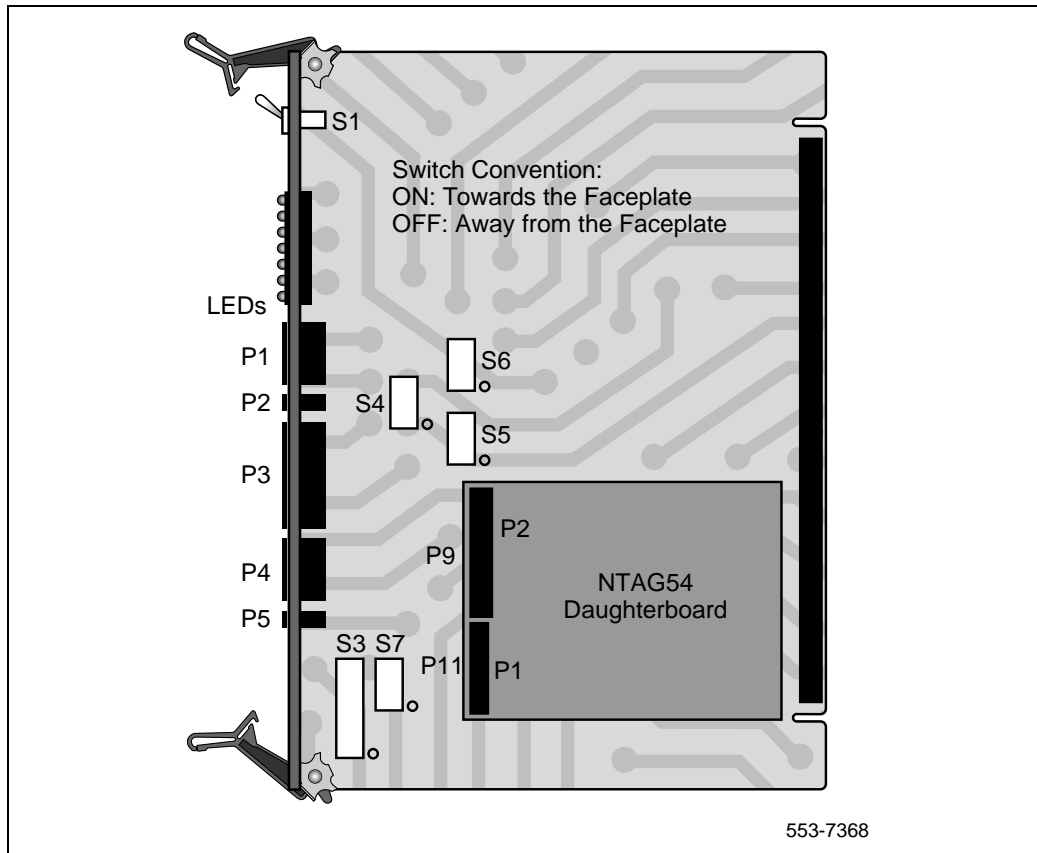 S1
Switch Convention:
ON: Towards the Faceplate
OFF: Away from the Faceplate
LEDs
P1
S6
P2
S4
S5
P3
P2
P9
P4
NTAG54
Daughterboard
P5
S3 S7
P11
P1
553-7368